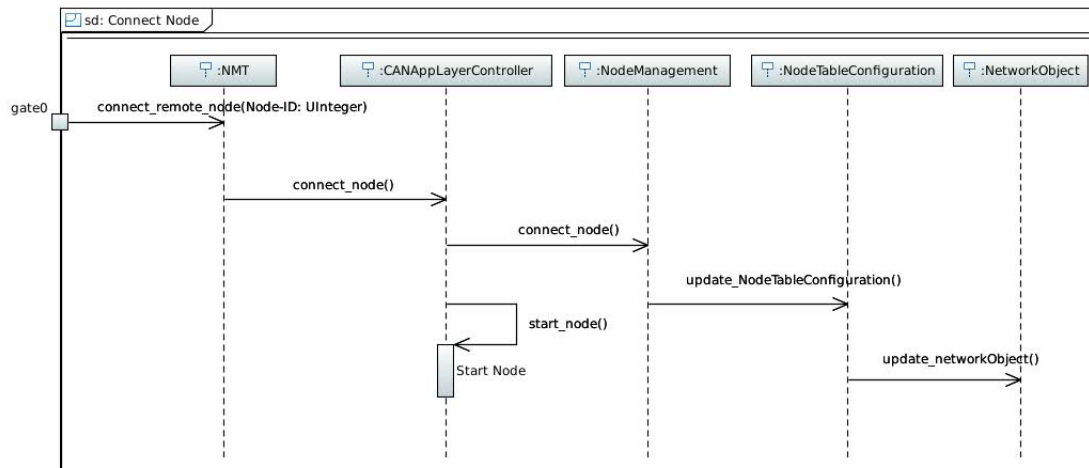 sd: Connect Node
:NMT
:CANAppLayerController
:NodeManagement
:NodeTableConfiguration
:NetworkObject
gate0
connect_remote_node(Node-ID: UInteger)
connect_node()
connect_node()
update_NodeTableConfiguration()
start_node()
update_networkObject()
Start Node